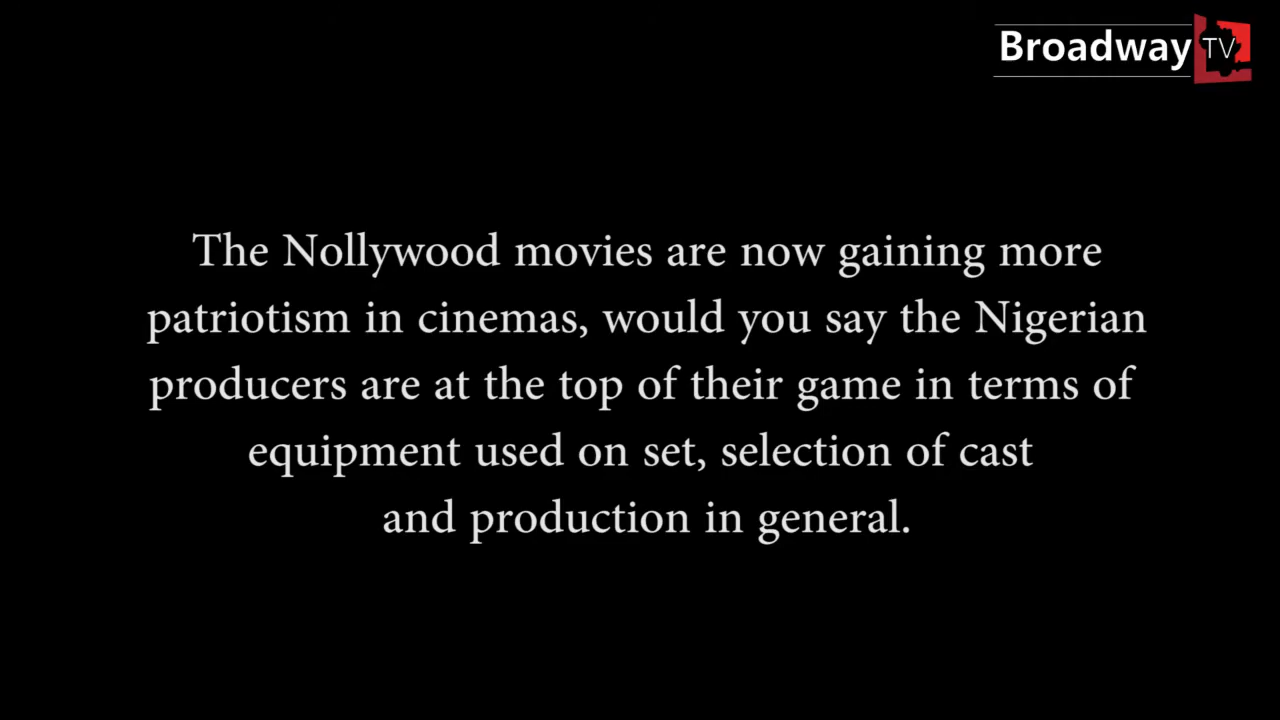 Broadway TV
The Nollywood movies are now gaining more
patriotism in cinemas, would you say the Nigerian
producers are at the top of their game in terms of
equipment used on set, selection of cast
and production in general.